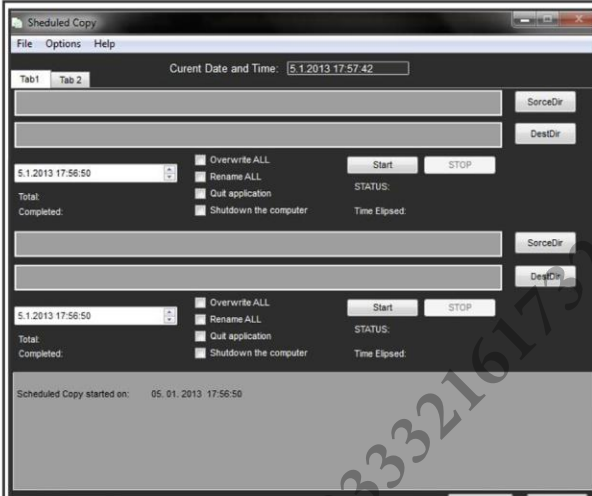 Sheduled Copy
File Options Help
Curent Date and Time: 5.1.2013 17:57:42
Tab1 Tab 2
SorceDir
DestDir
5.1.2013 17:56:50
Overwrite ALL
Rename ALL
Quit application
Shutdown the computer
Start STOP
STATUS:
Total:
Completed:
Time Elipsed:
SorceDir
DestDir
5.1.2013 17:56:50
Overwrite ALL
Rename ALL
Quit application
Shutdown the computer
Start STOP
STATUS:
Total:
Completed:
Time Elipsed:
Scheduled Copy started on: 05. 01. 2013 17:56:50